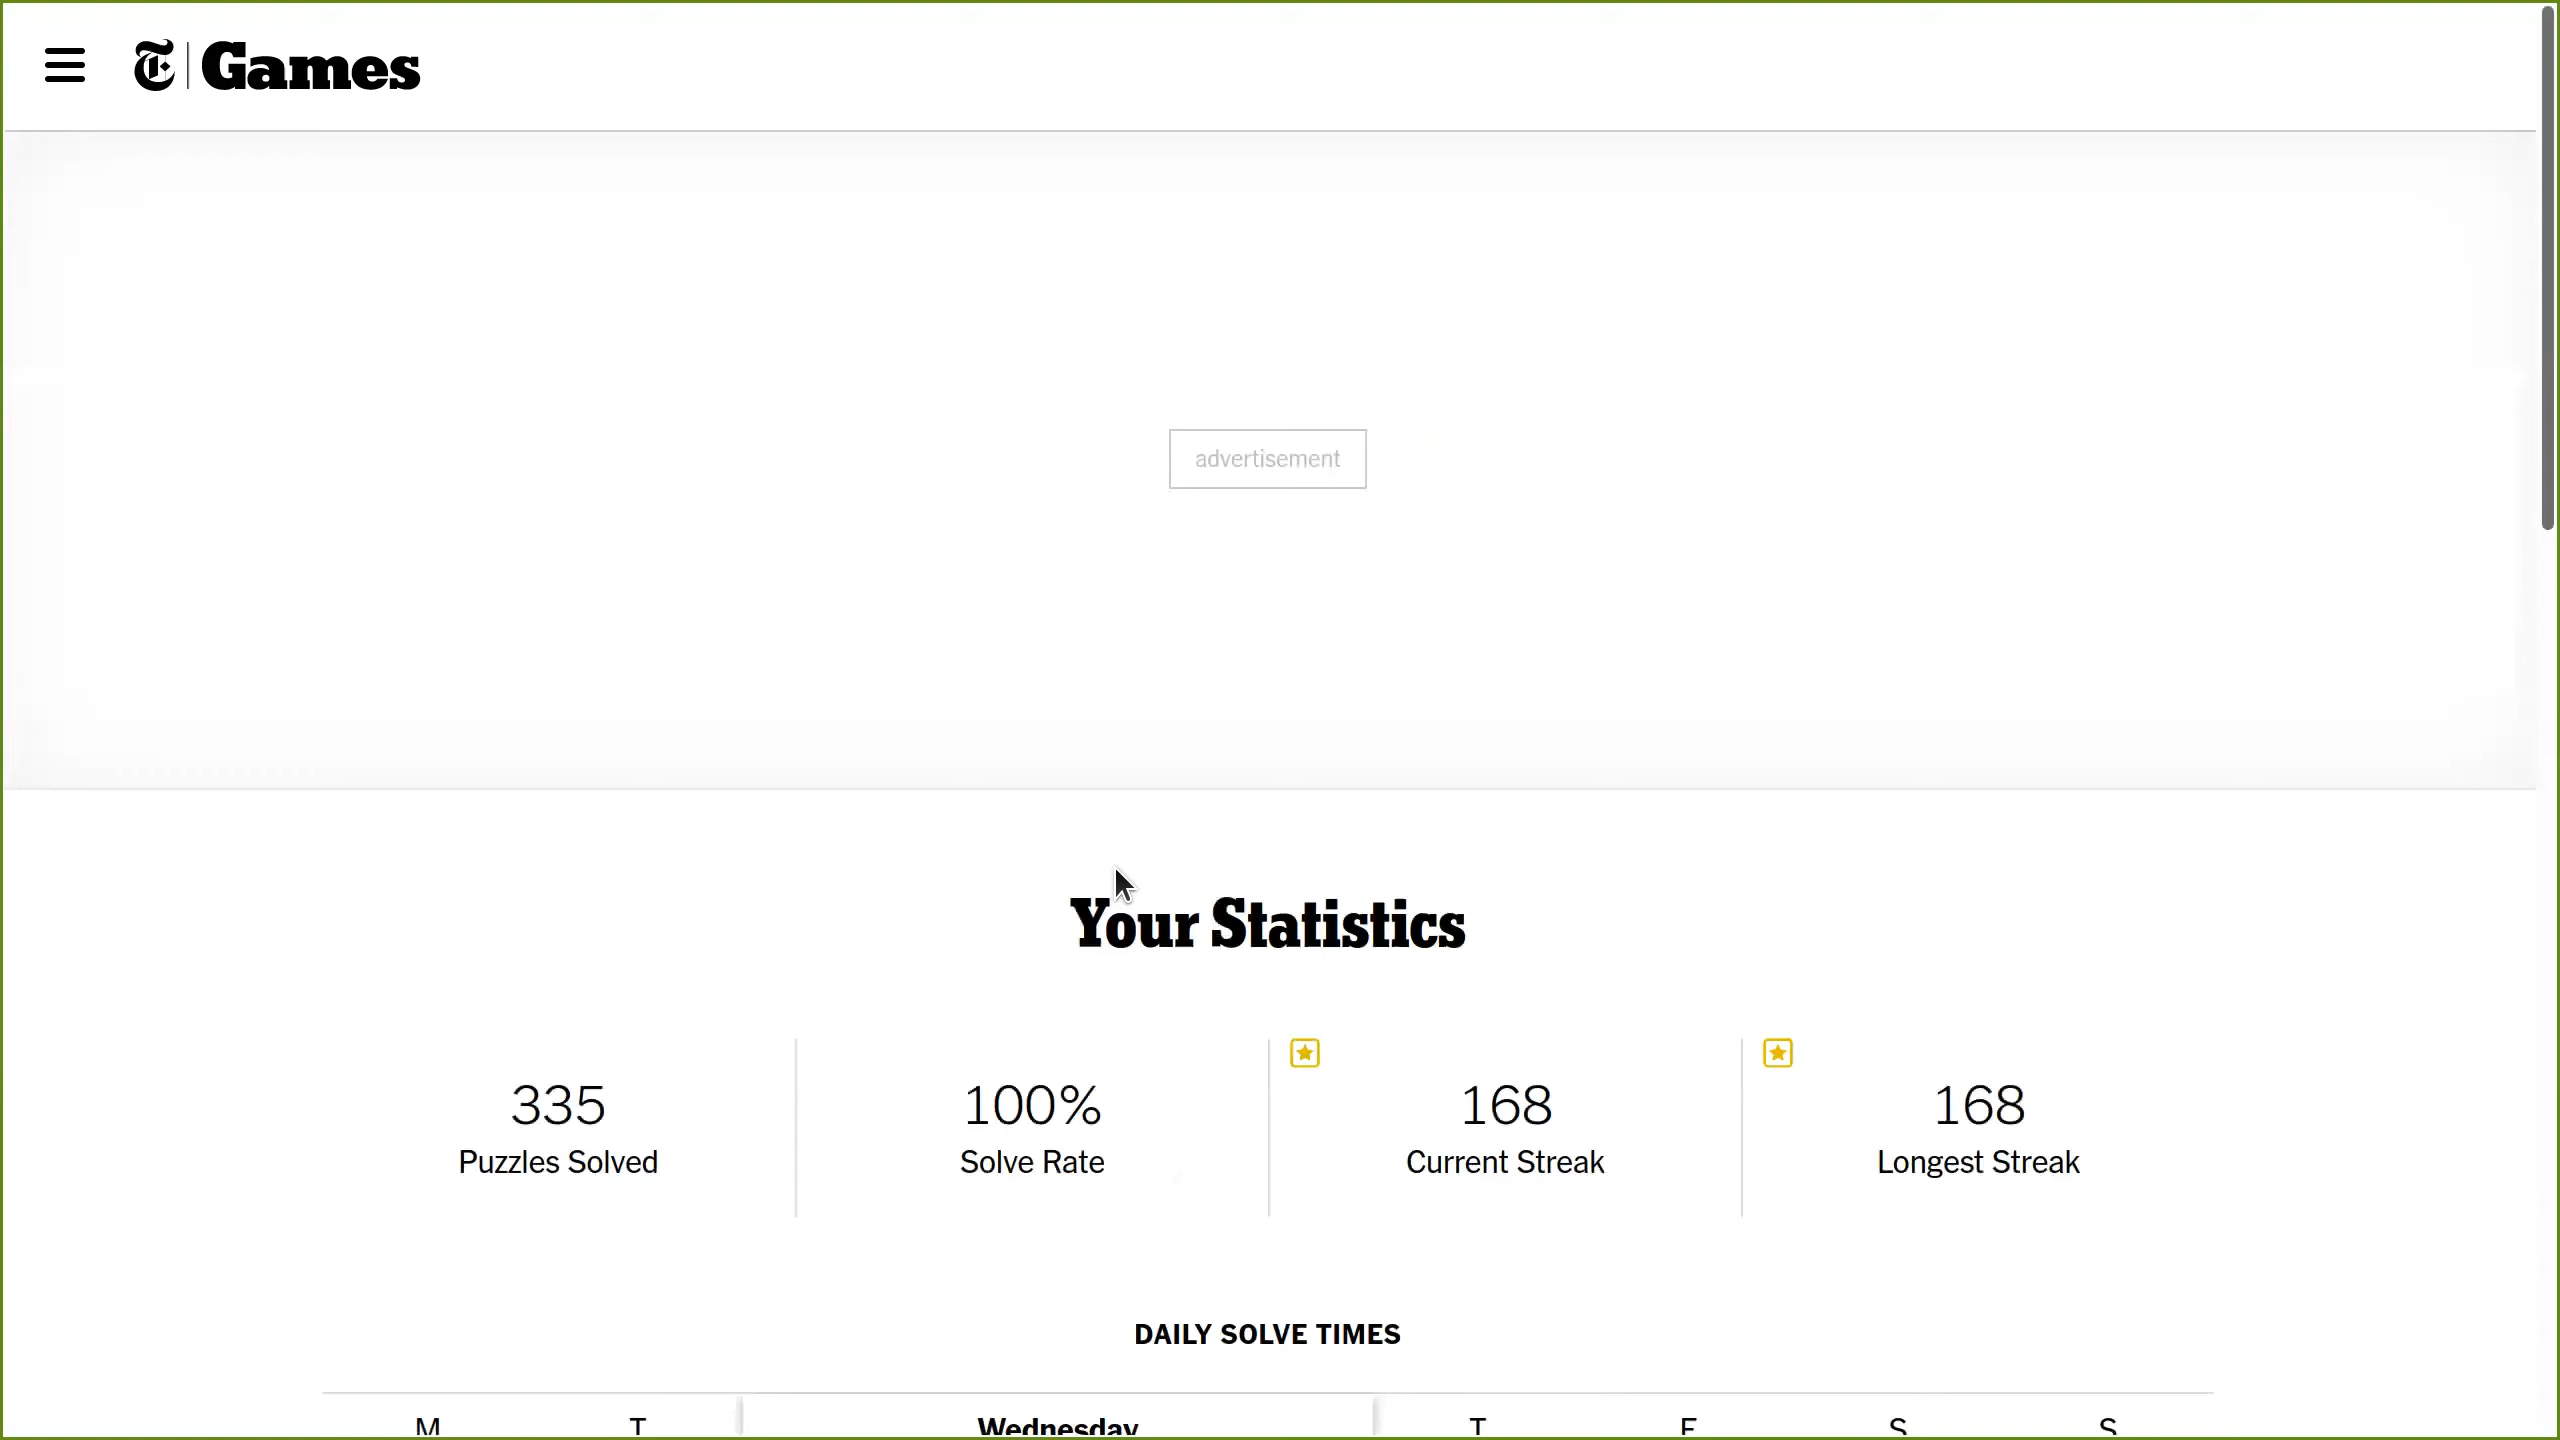 T | Games
advertisement
Your Statistics
335
Puzzles Solved
100%
Solve Rate
168
Current Streak
168
Longest Streak
DAILY SOLVE TIMES
M T Wednesday T F S S